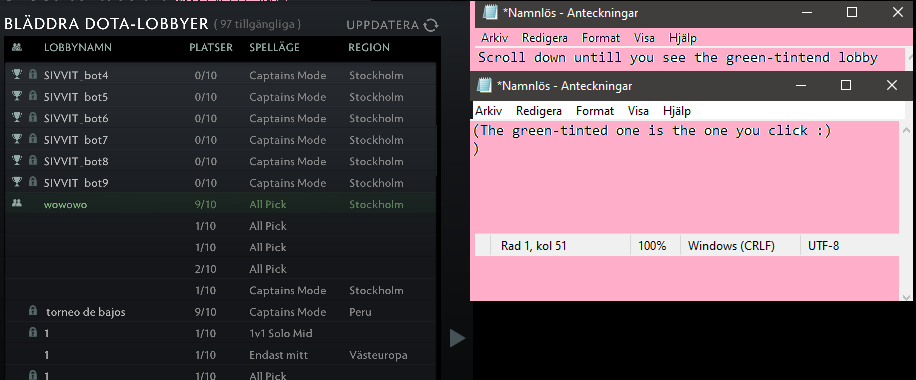 BLÄDDRA DOTA-LOBBYER ( 97 tillgängliga ) UPPDATERA
LOBBYNAMN PLATSER SPELLÄGE REGION
SIVVIT_bot4 0/10 Captains Mode Stockholm
SIVVIT_bot5 0/10 Captains Mode Stockholm
SIVVIT_bot6 0/10 Captains Mode Stockholm
SIVVIT_bot7 0/10 Captains Mode Stockholm
SIVVIT_bot8 0/10 Captains Mode Stockholm
SIVVIT_bot9 0/10 Captains Mode Stockholm
wowowo 9/10 All Pick Stockholm
1/10 All Pick
1/10 All Pick
2/10 All Pick
1/10 Captains Mode Stockholm
torneo de bajos 9/10 Captains Mode Peru
1 1/10 1v1 Solo Mid
1 1/10 Endast mitt Västeuropa
1 1/10 All Pick
*Namnlös - Anteckningar
Arkiv Redigera Format Visa Hjälp
Scroll down untill you see the green-tintend lobby
*Namnlös - Anteckningar
Arkiv Redigera Format Visa Hjälp
(The green-tinted one is the one you click :)
)
Rad 1, kol 51 100% Windows (CRLF) UTF-8